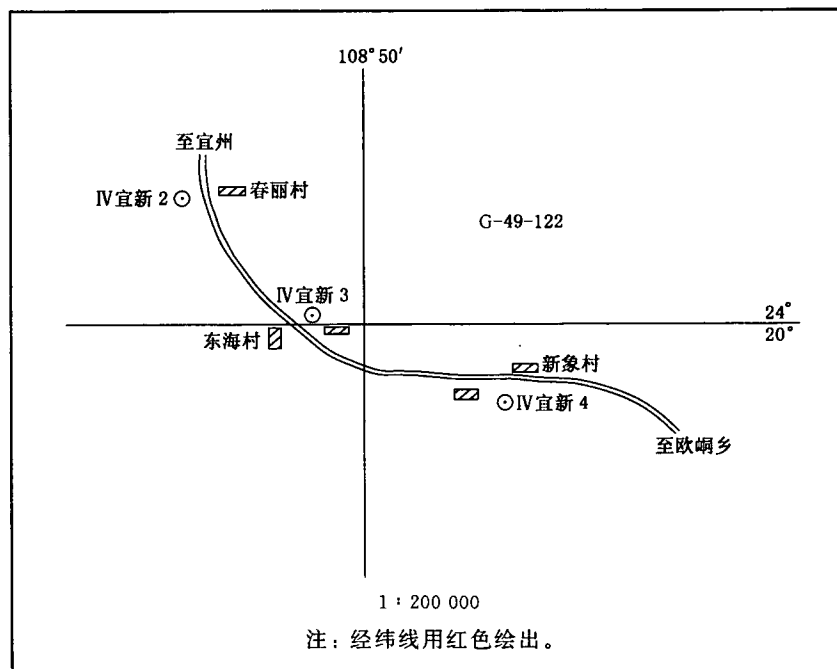 108°50′
至宜州
春丽村
Ⅳ宜新2
G-49-122
Ⅳ宜新3
24°
20°
东海村
新象村
Ⅳ宜新4
至欧峒乡
1:200 000
注:经纬线用红色绘出。